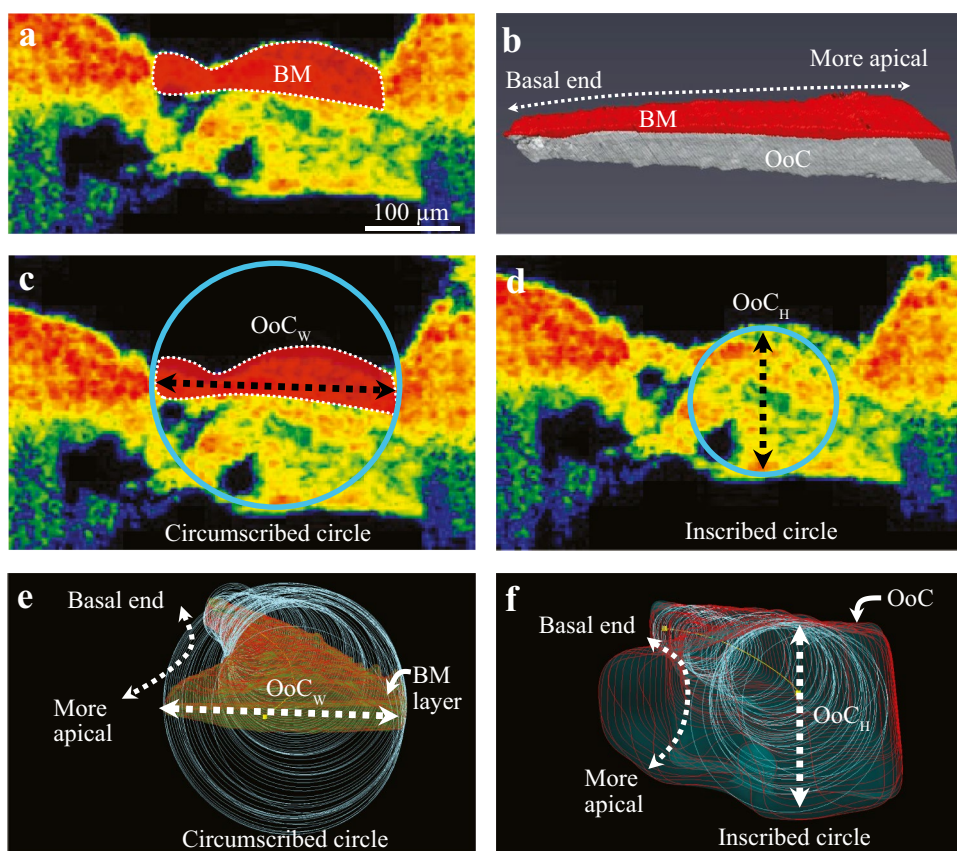 a
BM
100 µm
b
Basal end
More apical
BM
OoC
c
OoC_W
Circumscribed circle
d
OoC_H
Inscribed circle
e
Basal end
OoC_W
BM
layer
More
apical
Circumscribed circle
f
OoC
Basal end
OoC_H
More
apical
Inscribed circle